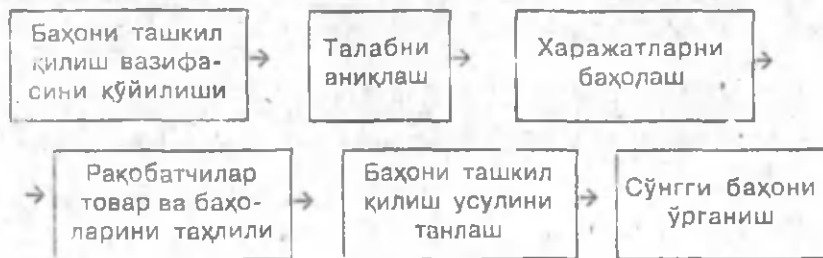 Баҳони ташкил
қилиш вазифа-
сини қўйилиши
Талабни
аниқлаш
Харажатларни
баҳолаш
Рақобатчилар
товар ва баҳо-
ларини таҳлили
Баҳони ташкил
қилиш усулини
танлаш
Сўнгги баҳони
ўрганиш